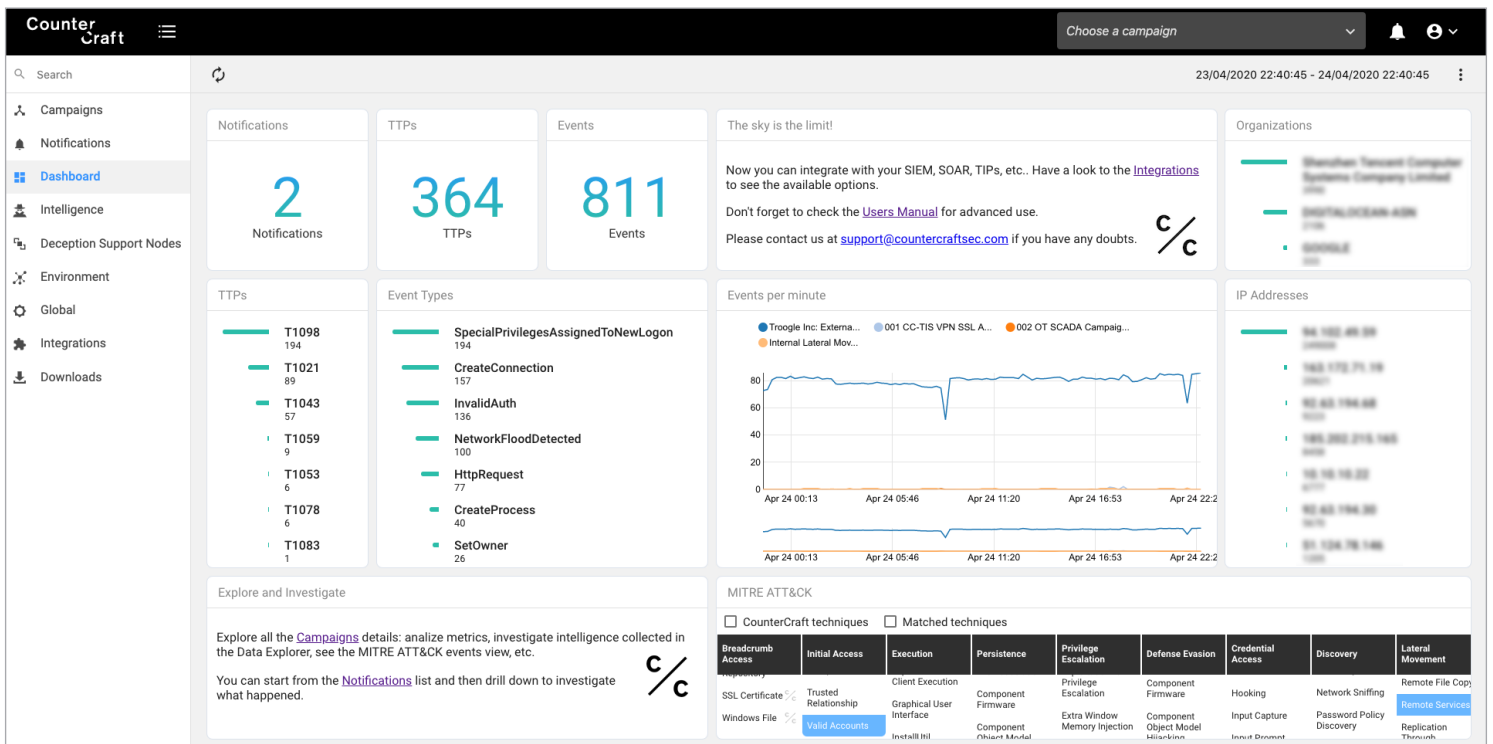 Counter
Craft
Choose a campaign
Search
23/04/2020 22:40:45 - 24/04/2020 22:40:45
Campaigns
Notifications
Dashboard
Intelligence
Deception Support Nodes
Environment
Global
Integrations
Downloads
Notifications
2
Notifications
TTPs
364
TTPs
Events
811
Events
The sky is the limit!
Now you can integrate with your SIEM, SOAR, TIPs, etc.. Have a look to the Integrations
to see the available options.
Don't forget to check the Users Manual for advanced use.
Please contact us at support@countercraftsec.com if you have any doubts.
C/C
Organizations
TTPs
T1098
194
T1021
89
T1043
57
T1059
9
T1053
6
T1078
6
T1083
1
Event Types
SpecialPrivilegesAssignedToNewLogon
194
CreateConnection
157
InvalidAuth
136
NetworkFloodDetected
100
HttpRequest
77
CreateProcess
40
SetOwner
26
Events per minute
Troogle Inc: Externa... 001 CC-TIS VPN SSL A... 002 OT SCADA Campaig...
Internal Lateral Mov...
80
60
40
20
0
Apr 24 00:13 Apr 24 05:46 Apr 24 11:20 Apr 24 16:53 Apr 24 22:2
Apr 24 00:13 Apr 24 05:46 Apr 24 11:20 Apr 24 16:53 Apr 24 22:2
IP Addresses
Explore and Investigate
Explore all the Campaigns details: analize metrics, investigate intelligence collected in
the Data Explorer, see the MITRE ATT&CK events view, etc.
You can start from the Notifications list and then drill down to investigate
what happened.
C/C
MITRE ATT&CK
CounterCraft techniques Matched techniques
Breadcrumb
Access
SSL Certificate
Windows File
Initial Access
Trusted
Relationship
Valid Accounts
Execution
Client Execution
Graphical User
Interface
InstallUtil
Persistence
Component
Firmware
Component
Object Model
Privilege
Escalation
Privilege
Escalation
Extra Window
Memory Injection
Defense Evasion
Component
Firmware
Component
Object Model
Hijacking
Credential
Access
Hooking
Input Capture
Input Prompt
Discovery
Network Sniffing
Password Policy
Discovery
Lateral
Movement
Remote File Copy
Remote Services
Replication
Through